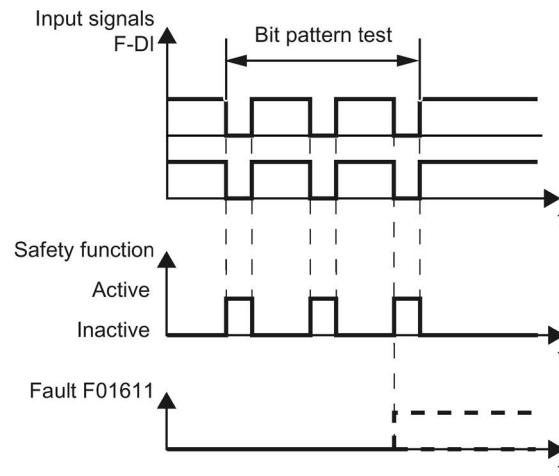 Input signals
F-DI
Bit pattern test
Safety function
Active
Inactive
Fault F01611